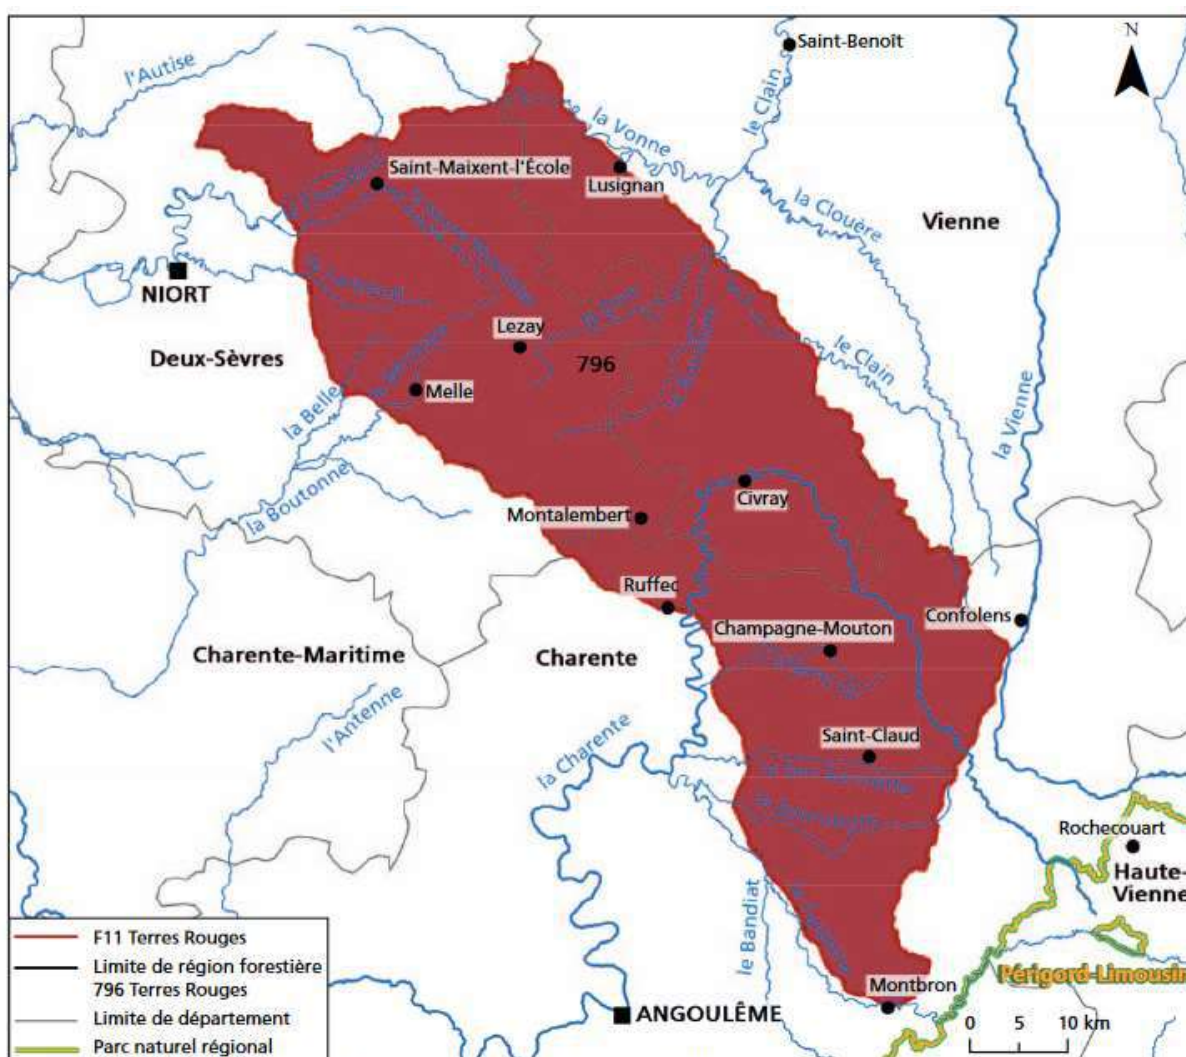 N
Saint-Benoît
l'Autise
le Clain
la Vonne
Saint-Maixent-l'École
Lusignan
la Clouère
Vienne
NIORT
Lezay
796
Deux-Sèvres
le Clain
la Vienne
Melle
la Belle
Civray
la Boutonne
Montalembert
Ruffec
Confolens
Champagne-Mouton
Charente-Maritime
Charente
l'Antenne
Saint-Claud
la Charente
Rochecouart
Haute-
Vienne
le Bandiat
Périgord-Limousin
Montbron
ANGOULÊME
0 5 10 km
F11 Terres Rouges
Limite de région forestière
796 Terres Rouges
Limite de département
Parc naturel régional